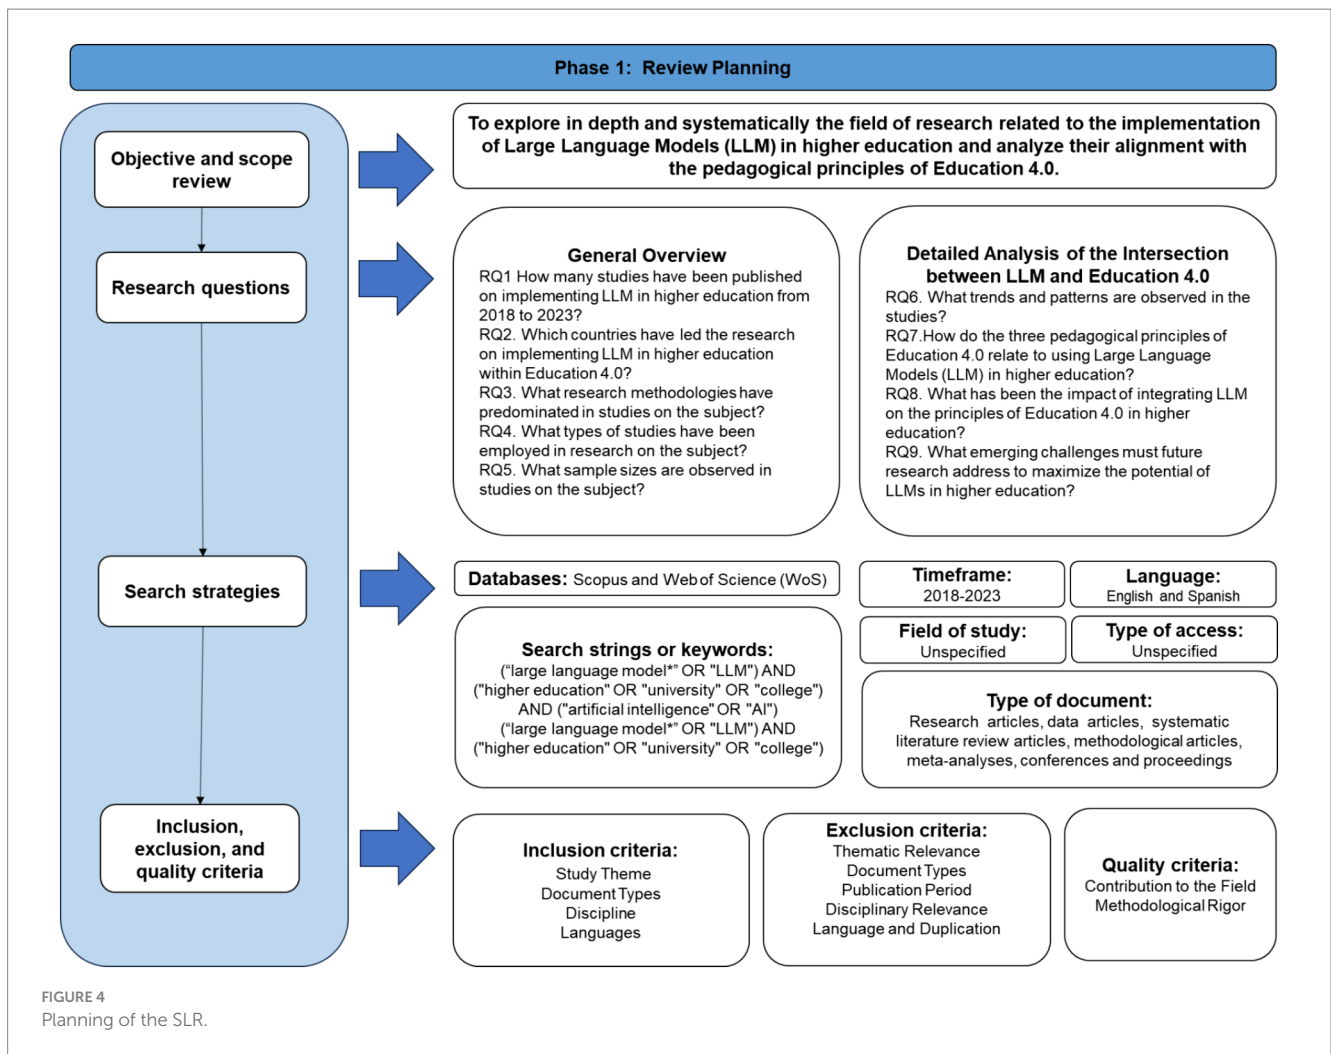 Phase 1: Review Planning
Objective and scope
review
To explore in depth and systematically the field of research related to the implementation
of Large Language Models (LLM) in higher education and analyze their alignment with
the pedagogical principles of Education 4.0.
Research questions
General Overview
RQ1 How many studies have been published
on implementing LLM in higher education from
2018 to 2023?
RQ2. Which countries have led the research
on implementing LLM in higher education
within Education 4.0?
RQ3. What research methodologies have
predominated in studies on the subject?
RQ4. What types of studies have been
employed in research on the subject?
RQ5. What sample sizes are observed in
studies on the subject?
Detailed Analysis of the Intersection
between LLM and Education 4.0
RQ6. What trends and patterns are observed in the
studies?
RQ7.How do the three pedagogical principles of
Education 4.0 relate to using Large Language
Models (LLM) in higher education?
RQ8. What has been the impact of integrating LLM
on the principles of Education 4.0 in higher
education?
RQ9. What emerging challenges must future
research address to maximize the potential of
LLMs in higher education?
Search strategies
Databases: Scopus and Web of Science (WoS)
Search strings or keywords:
(“large language model*” OR "LLM") AND
("higher education" OR "university" OR "college")
AND ("artificial intelligence" OR "AI")
(“large language model*” OR "LLM") AND
("higher education" OR "university" OR "college")
Timeframe:
2018-2023
Language:
English and Spanish
Field of study:
Unspecified
Type of access:
Unspecified
Type of document:
Research articles, data articles, systematic
literature review articles, methodological articles,
meta-analyses, conferences and proceedings
Inclusion,
exclusion, and
quality criteria
Inclusion criteria:
Study Theme
Document Types
Discipline
Languages
Exclusion criteria:
Thematic Relevance
Document Types
Publication Period
Disciplinary Relevance
Language and Duplication
Quality criteria:
Contribution to the Field
Methodological Rigor
FIGURE 4
Planning of the SLR.